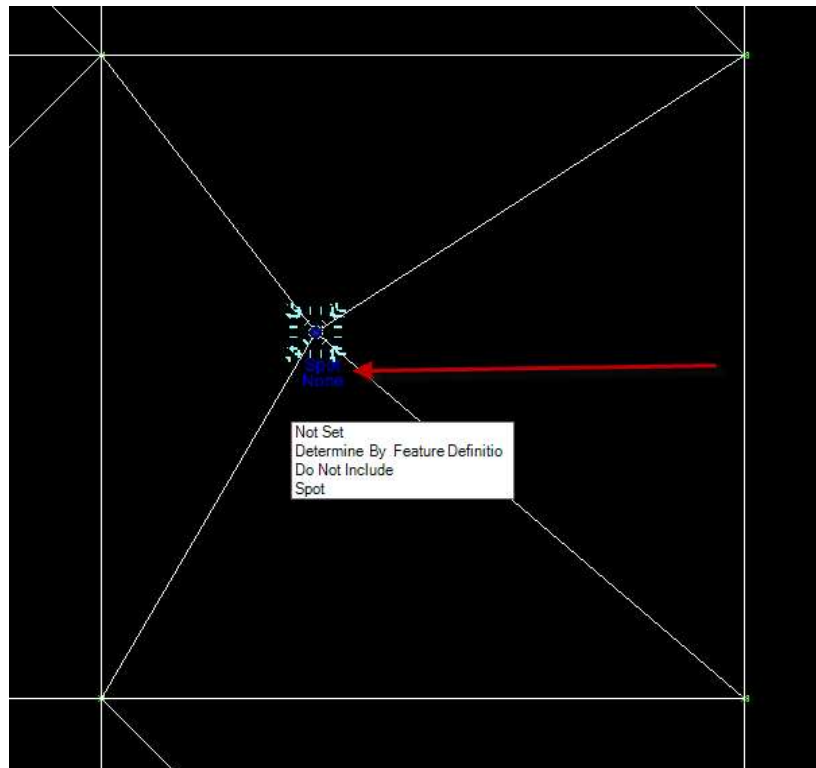 Spot
None
Not Set
Determine By Feature Definitio
Do Not Include
Spot